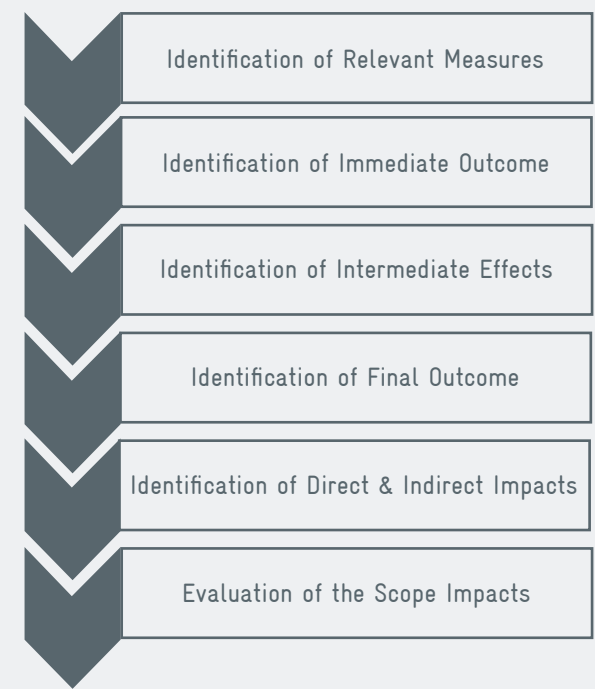 Identification of Relevant Measures
Identification of Immediate Outcome
Identification of Intermediate Effects
Identification of Final Outcome
Identification of Direct & Indirect Impacts
Evaluation of the Scope Impacts